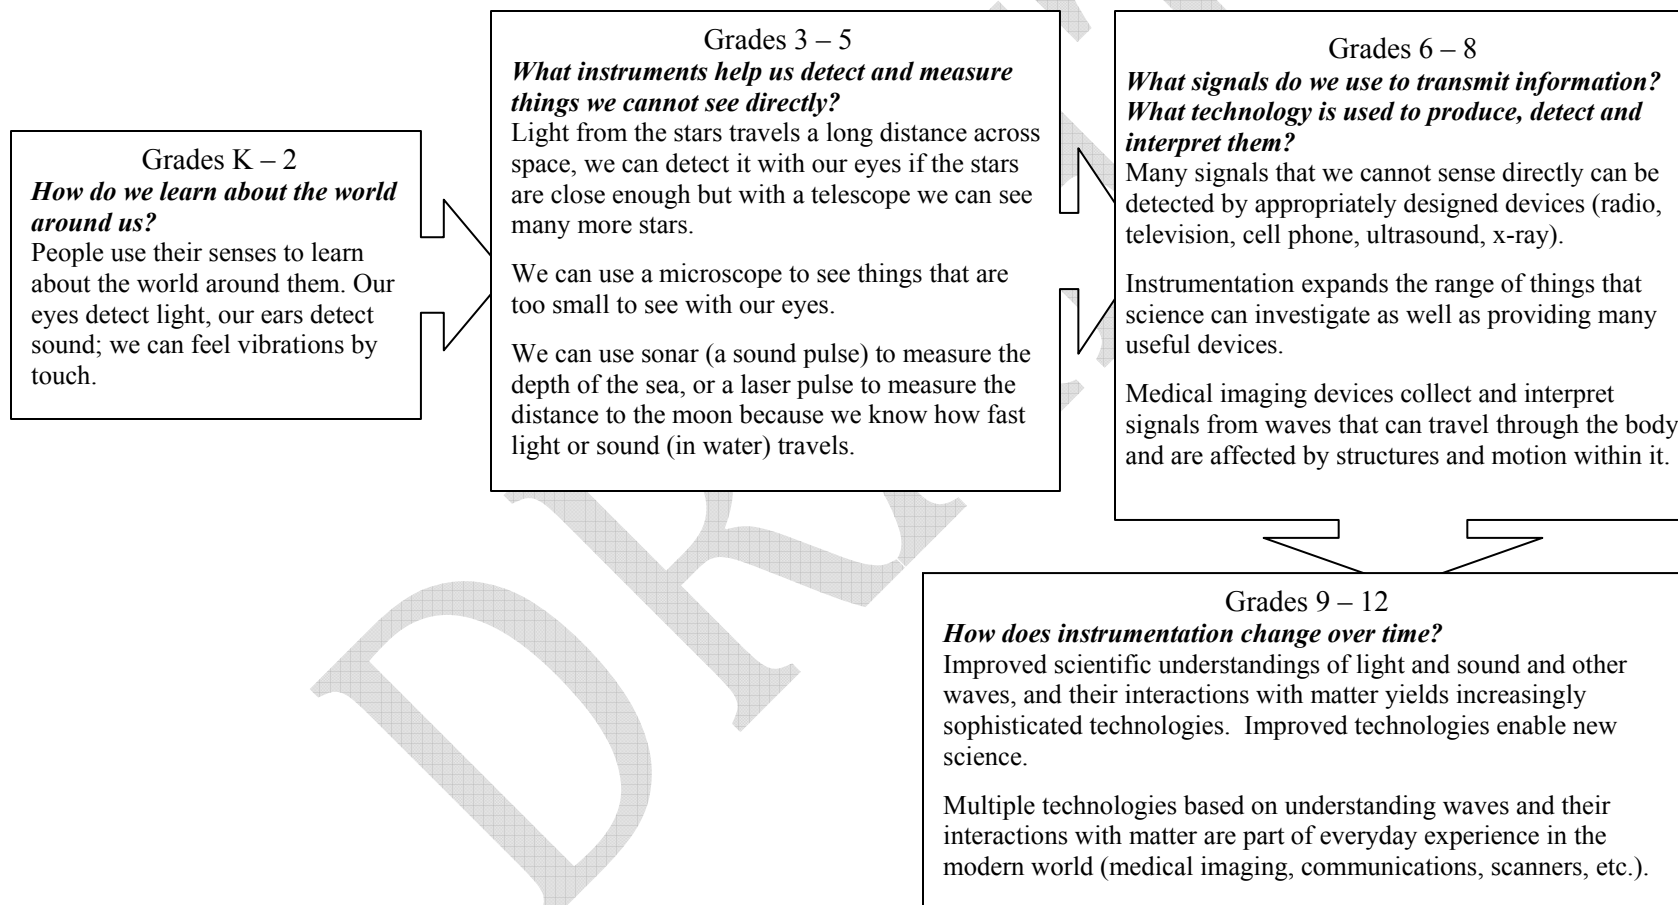 Grades K – 2
How do we learn about the world
around us?
People use their senses to learn
about the world around them. Our
eyes detect light, our ears detect
sound; we can feel vibrations by
touch.
Grades 3 – 5
What instruments help us detect and measure
things we cannot see directly?
Light from the stars travels a long distance across
space, we can detect it with our eyes if the stars
are close enough but with a telescope we can see
many more stars.
We can use a microscope to see things that are
too small to see with our eyes.
We can use sonar (a sound pulse) to measure the
depth of the sea, or a laser pulse to measure the
distance to the moon because we know how fast
light or sound (in water) travels.
Grades 6 – 8
What signals do we use to transmit information?
What technology is used to produce, detect and
interpret them?
Many signals that we cannot sense directly can be
detected by appropriately designed devices (radio,
television, cell phone, ultrasound, x-ray).
Instrumentation expands the range of things that
science can investigate as well as providing many
useful devices.
Medical imaging devices collect and interpret
signals from waves that can travel through the body
and are affected by structures and motion within it.
Grades 9 – 12
How does instrumentation change over time?
Improved scientific understandings of light and sound and other
waves, and their interactions with matter yields increasingly
sophisticated technologies.  Improved technologies enable new
science.
Multiple technologies based on understanding waves and their
interactions with matter are part of everyday experience in the
modern world (medical imaging, communications, scanners, etc.).